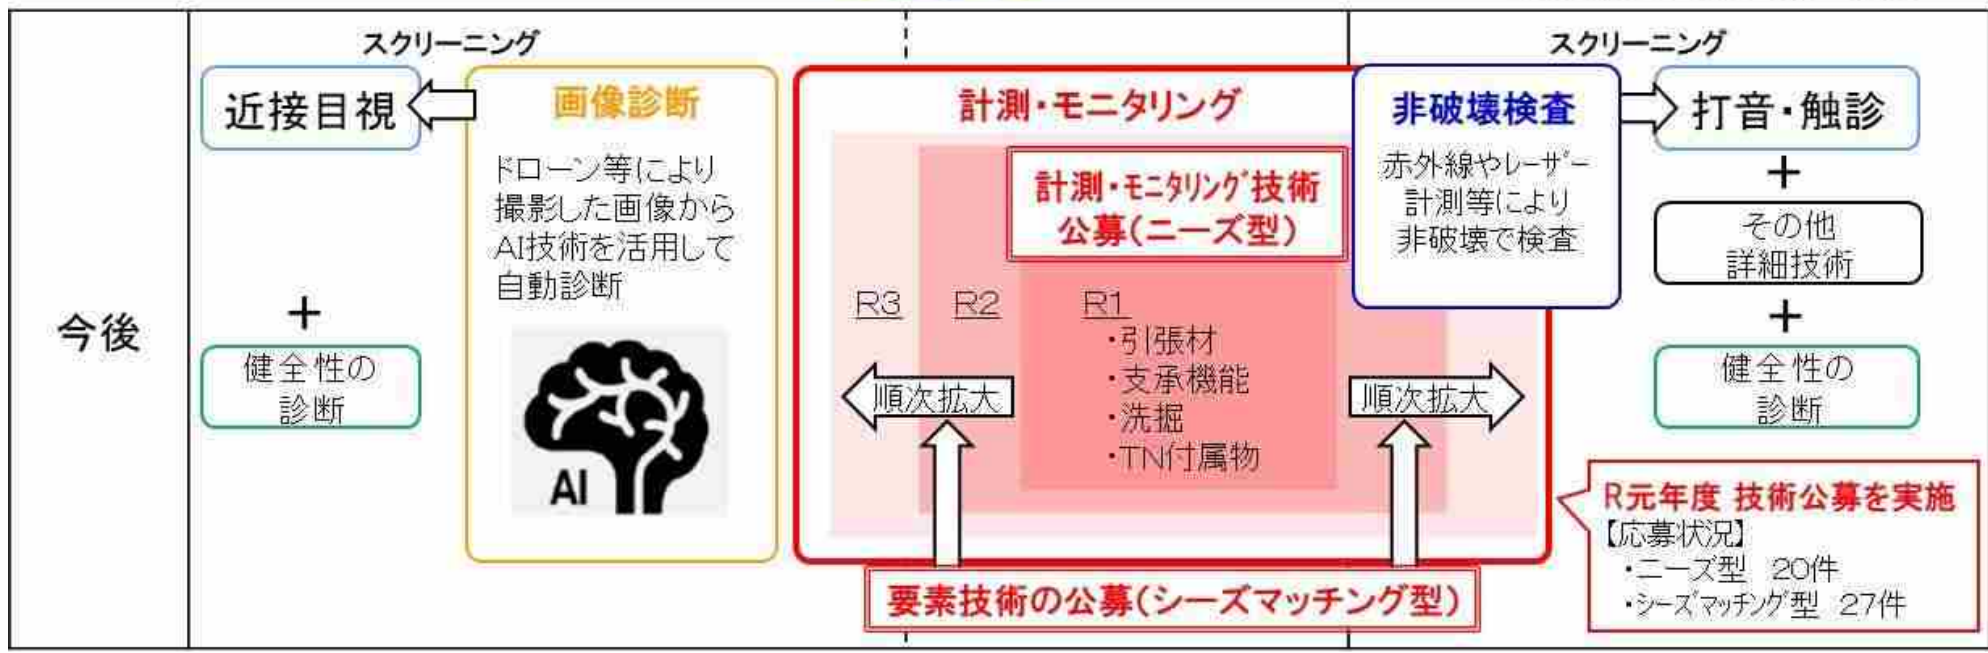 今後
スクリーニング
近接目視
+
健全性の
診断
画像診断
ドローン等により
撮影した画像から
AI技術を活用して
自動診断
AI
計測・モニタリング
計測・モニタリング技術
公募(ニーズ型)
R3
R2
R1
・引張材
・支承機能
・洗掘
・TN付属物
順次拡大
順次拡大
要素技術の公募(シーズマッチング型)
非破壊検査
赤外線やレーザー
計測等により
非破壊で検査
スクリーニング
打音・触診
+
その他
詳細技術
+
健全性の
診断
R元年度 技術公募を実施
【応募状況】
・ニーズ型 20件
・シーズマッチング型 27件